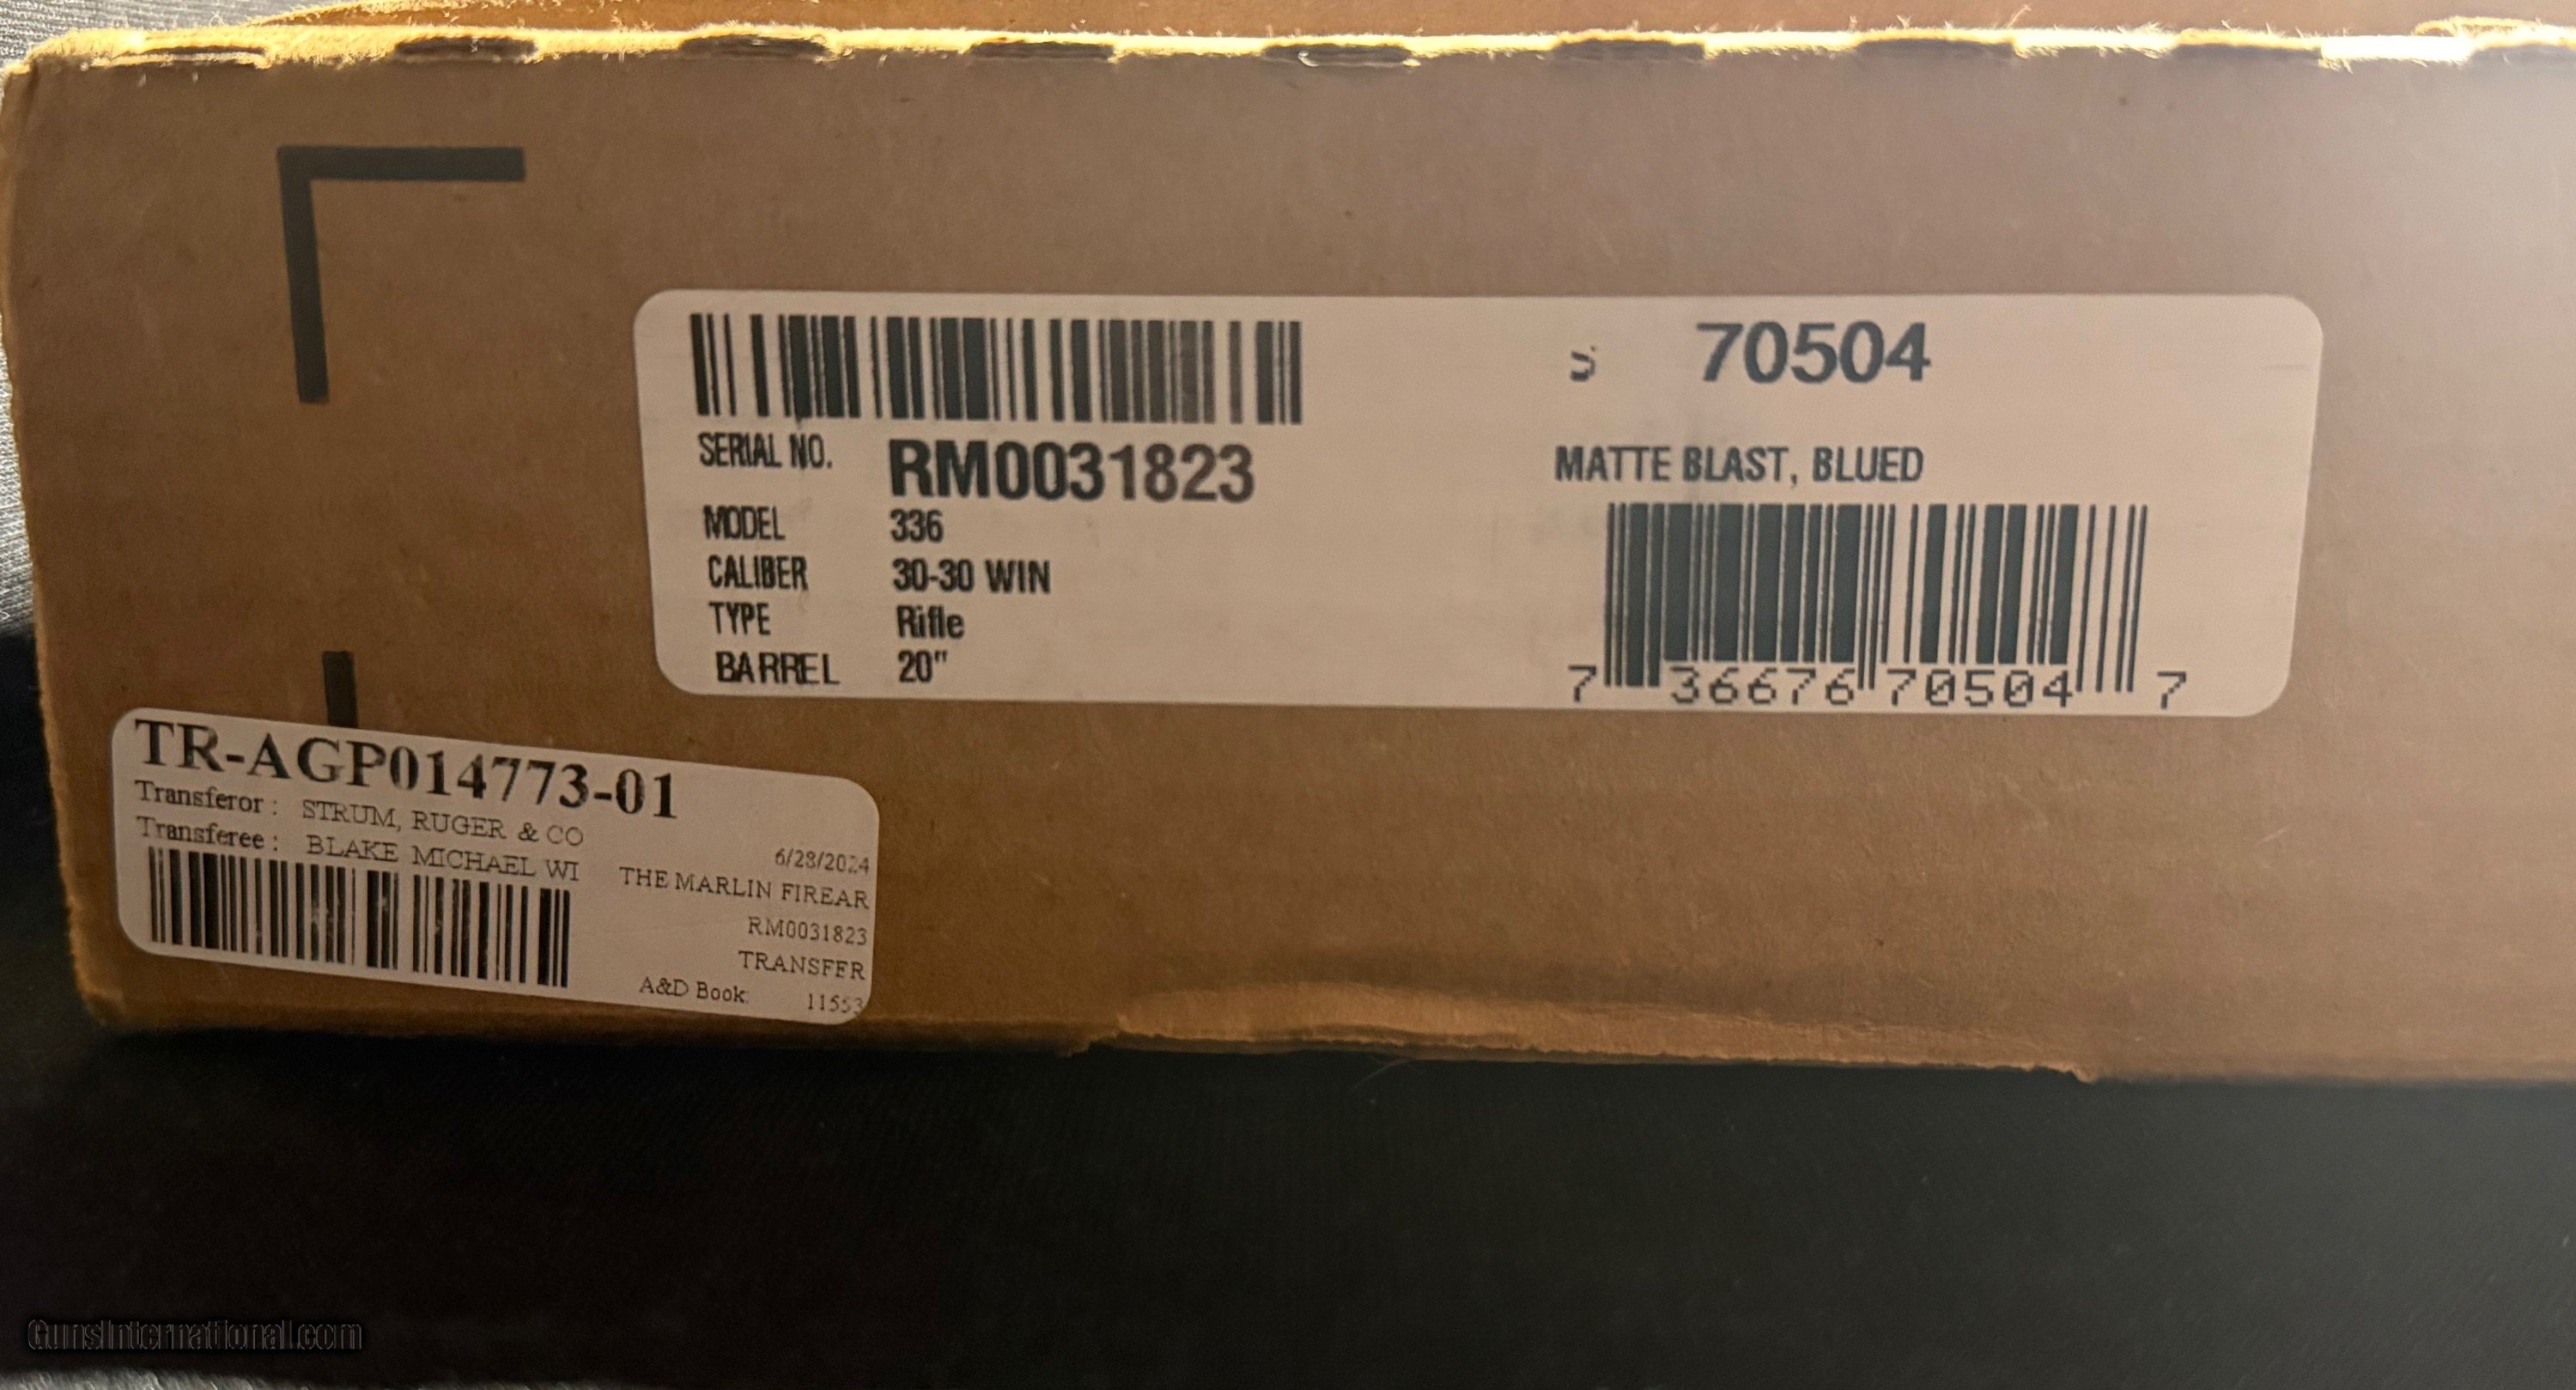 S 70504
SERIAL NO. RM0031823
MATTE BLAST, BLUED
MODEL 336
CALIBER 30-30 WIN
TYPE Rifle
BARREL 20"
7 36676 70504 7
TR-AGP014773-01
Transferor : STRUM, RUGER & CO
Transferee : BLAKE MICHAEL WI
6/28/2024
THE MARLIN FIREAR
RM0031823
TRANSFER
A&D Book: 11553
GunsInternational.com